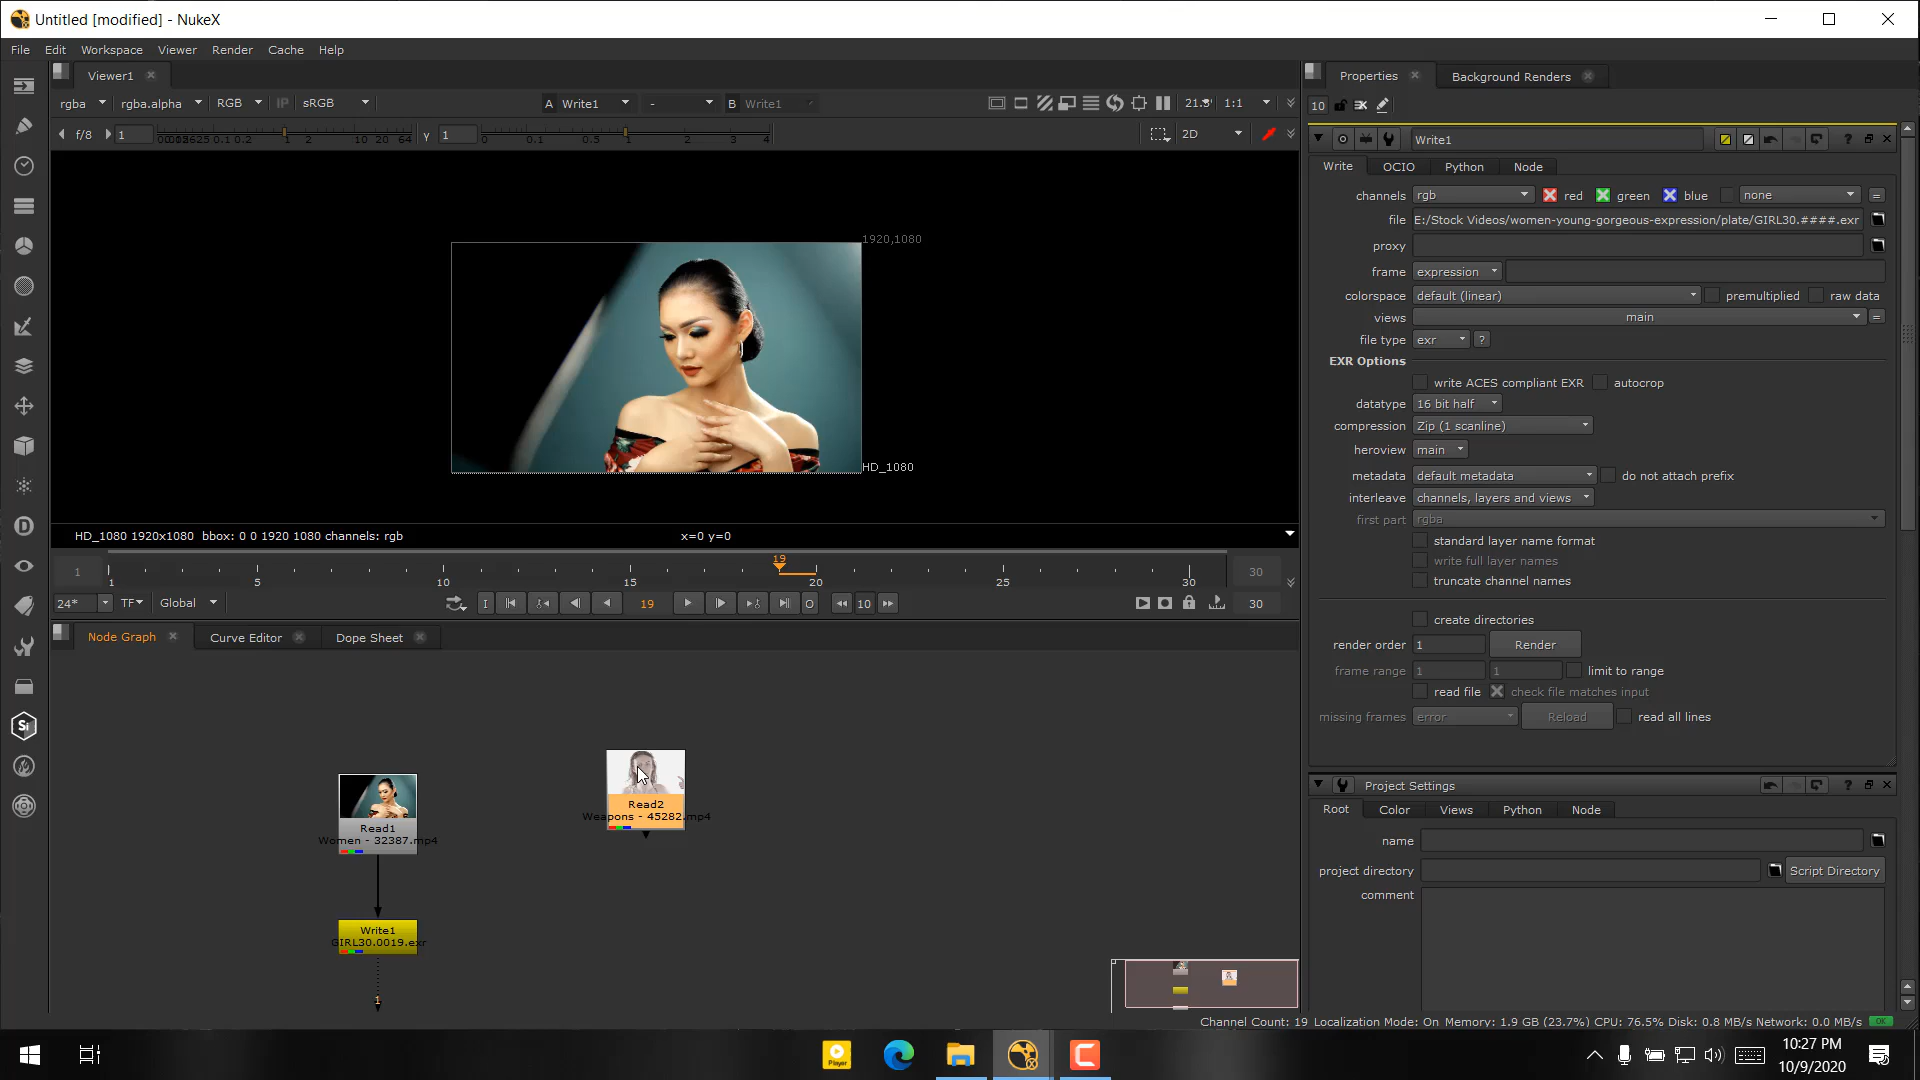 Untitled [modified] - NukeX
File Edit Workspace Viewer Render Cache Help
Viewer1
rgba rgba.alpha RGB IP sRGB A Write1 - B Write1 1:1
f/8 1 γ 1 2D
1920,1080
HD_1080
HD_1080 1920x1080 bbox: 0 0 1920 1080 channels: rgb x=0 y=0
19
1 1 5 10 15 20 25 30 30
24* TF Global 19 10 30
Node Graph Curve Editor Dope Sheet
Read1
Women - 32387.mp4
Read2
Weapons - 45282.mp4
Write1
GIRL30.0019.exr
1
Properties Background Renders
10
Write1
Write OCIO Python Node
channels rgb red green blue none =
file E:/Stock Videos/women-young-gorgeous-expression/plate/GIRL30.####.exr
proxy
frame expression
colorspace default (linear) premultiplied raw data
views main =
file type exr ?
EXR Options
write ACES compliant EXR autocrop
datatype 16 bit half
compression Zip (1 scanline)
heroview main
metadata default metadata do not attach prefix
interleave channels, layers and views
first part rgba
standard layer name format
write full layer names
truncate channel names
create directories
render order 1 Render
frame range 1 1 limit to range
read file check file matches input
missing frames error Reload read all lines
Project Settings
Root Color Views Python Node
name
project directory Script Directory
comment
Channel Count: 19 Localization Mode: On Memory: 1.9 GB (23.7%) CPU: 76.5% Disk: 0.8 MB/s Network: 0.0 MB/s OK
Player
10:27 PM
10/9/2020